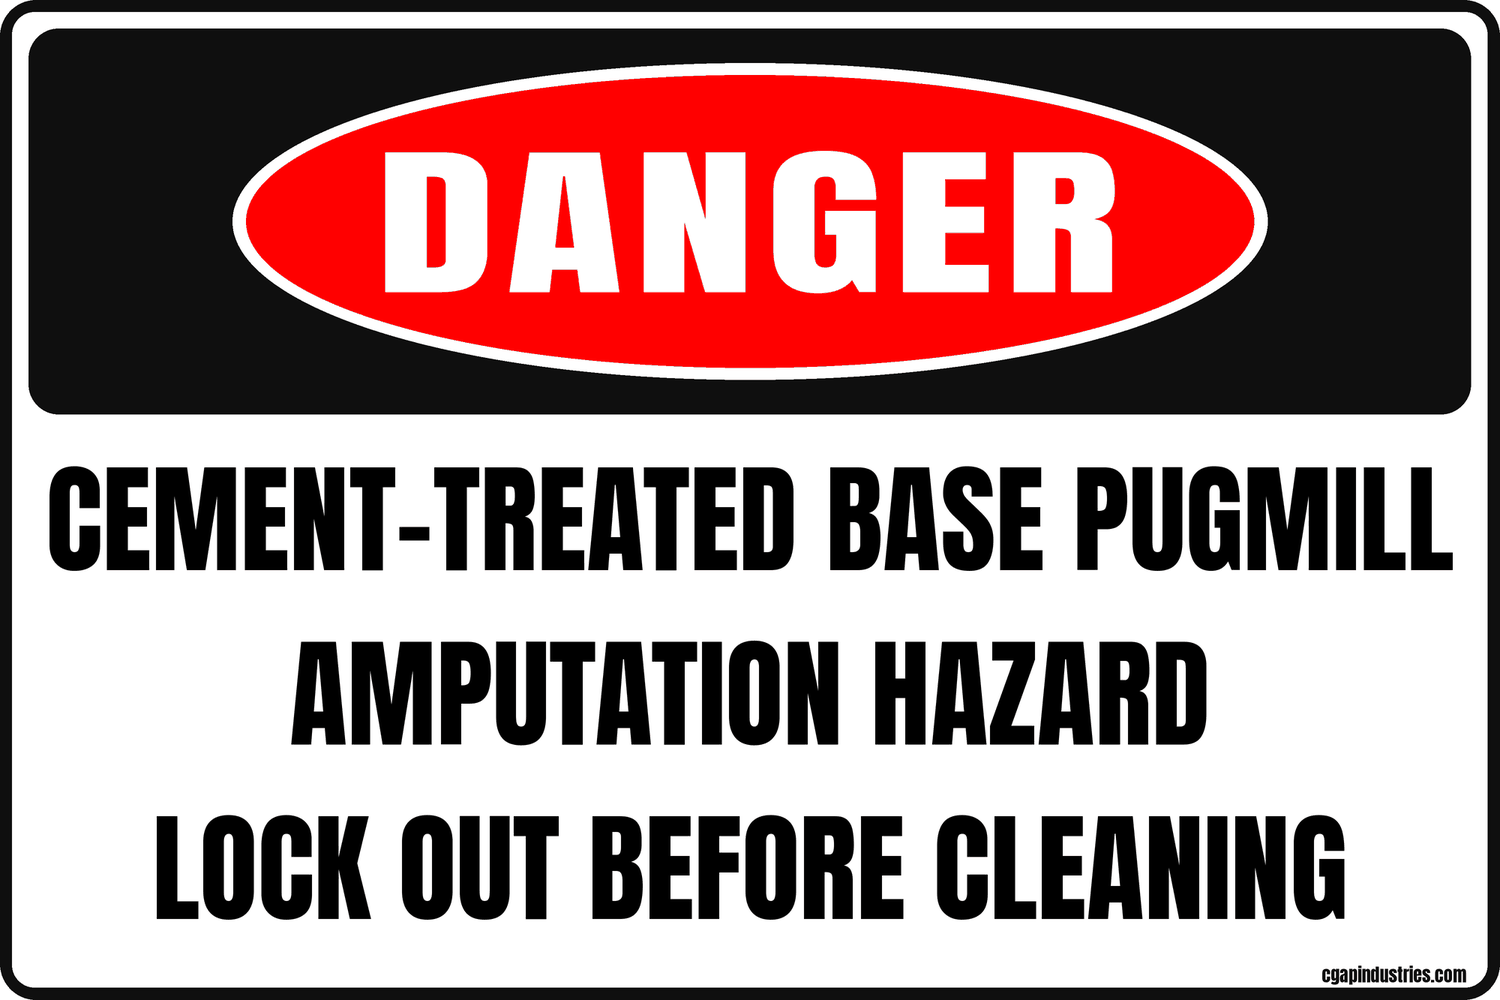 DANGER
CEMENT-TREATED BASE PUGMILL
AMPUTATION HAZARD
LOCK OUT BEFORE CLEANING
cgapindustries.com